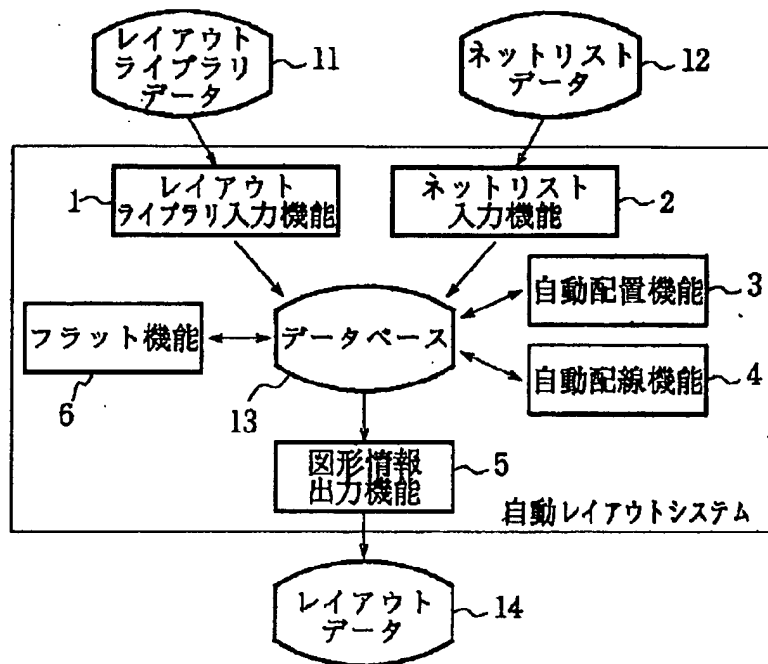 レイアウト
ライブラリ
データ
11
ネットリスト
データ
12
1
レイアウト
ライブラリ入力機能
ネットリスト
入力機能
2
フラット機能
6
データベース
13
自動配置機能
3
自動配線機能
4
図形情報
出力機能
5
自動レイアウトシステム
レイアウト
データ
14